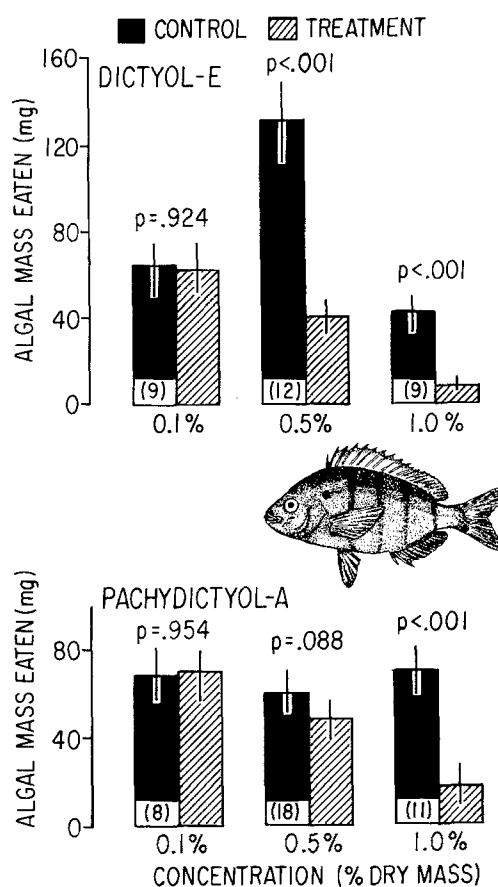 CONTROL TREATMENT
DICTYOL-E
ALGAL MASS EATEN (mg)
160
120
80
40
0
p=.924
p<.001
p<.001
(9) (12) (9)
0.1% 0.5% 1.0%
PACHYDICTYOL-A
ALGAL MASS EATEN (mg)
80
40
0
p=.954
p=.088
p<.001
(8) (18) (11)
0.1% 0.5% 1.0%
CONCENTRATION (% DRY MASS)